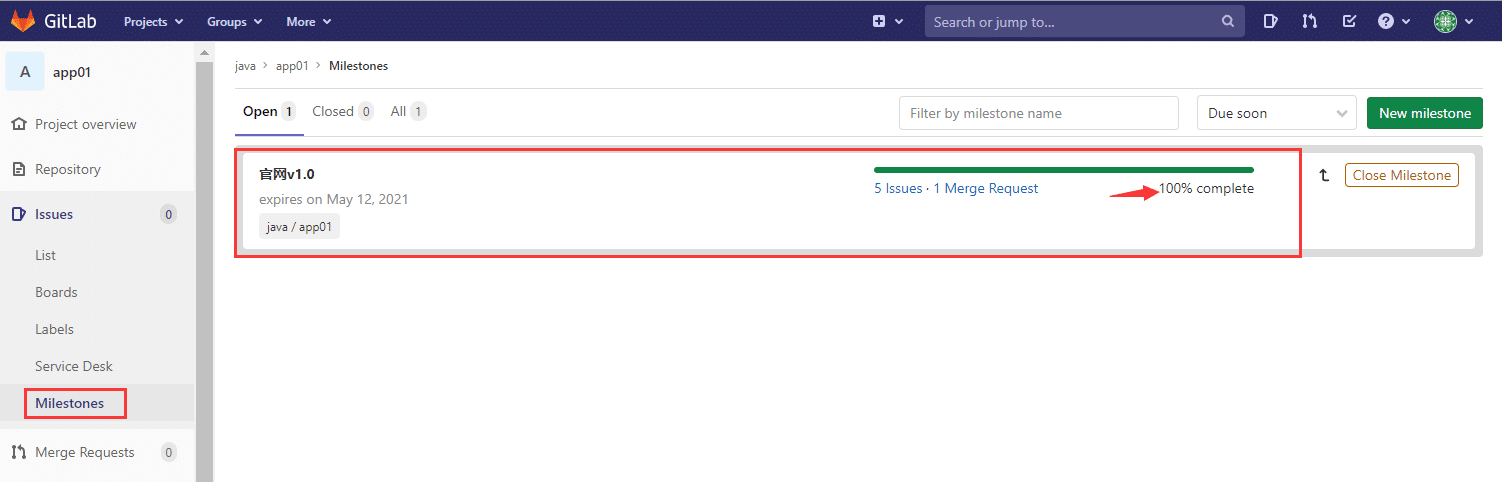 GitLab Projects Groups More Search or jump to...
A app01
Project overview
Repository
Issues 0
List
Boards
Labels
Service Desk
Milestones
Merge Requests 0
java > app01 > Milestones
Open 1 Closed 0 All 1 Filter by milestone name Due soon New milestone
官网v1.0
expires on May 12, 2021
java / app01
5 Issues · 1 Merge Request 100% complete
Close Milestone